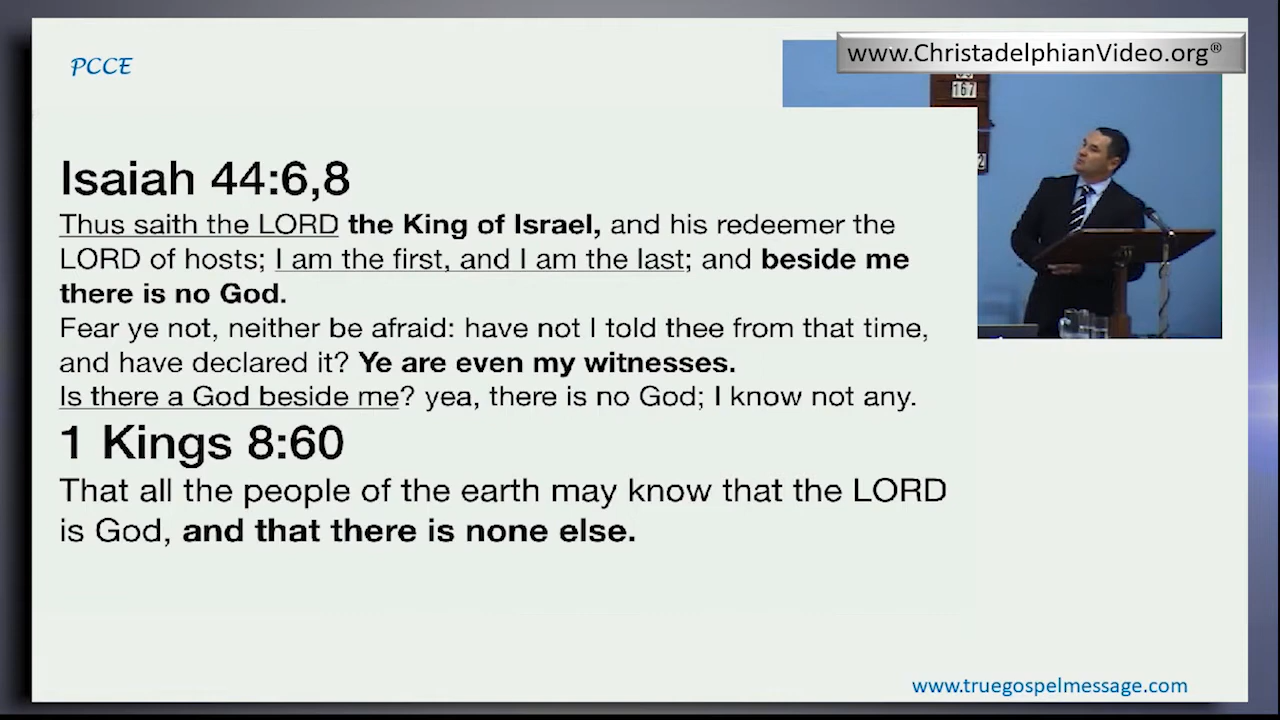 PCCE
www.ChristadelphianVideo.org®
167
2
Isaiah 44:6,8
Thus saith the LORD the King of Israel, and his redeemer the
LORD of hosts; I am the first, and I am the last; and beside me
there is no God.
Fear ye not, neither be afraid: have not I told thee from that time,
and have declared it? Ye are even my witnesses.
Is there a God beside me? yea, there is no God; I know not any.
1 Kings 8:60
That all the people of the earth may know that the LORD
is God, and that there is none else.
www.truegospelmessage.com